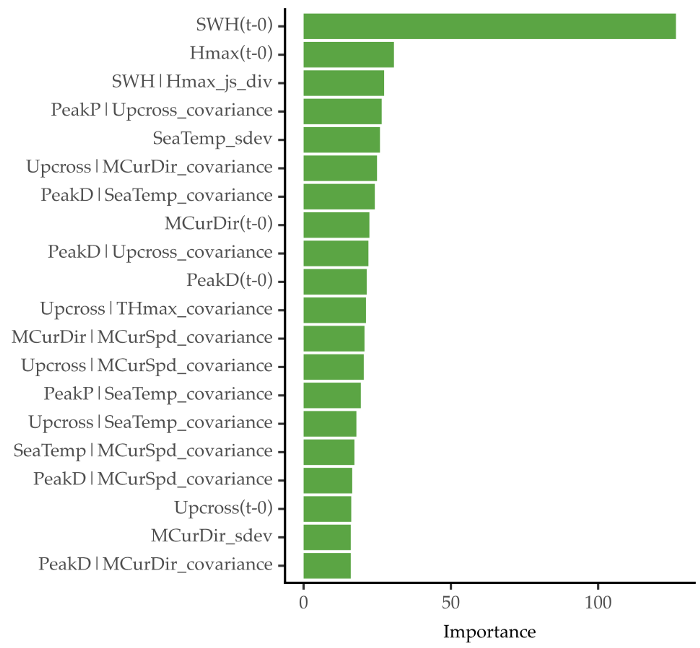 SWH(t-0)
Hmax(t-0)
SWH|Hmax_js_div
PeakP|Upcross_covariance
SeaTemp_sdev
Upcross|MCurDir_covariance
PeakD|SeaTemp_covariance
MCurDir(t-0)
PeakD|Upcross_covariance
PeakD(t-0)
Upcross|THmax_covariance
MCurDir|MCurSpd_covariance
Upcross|MCurSpd_covariance
PeakP|SeaTemp_covariance
Upcross|SeaTemp_covariance
SeaTemp|MCurSpd_covariance
PeakD|MCurSpd_covariance
Upcross(t-0)
MCurDir_sdev
PeakD|MCurDir_covariance
0 50 100
Importance